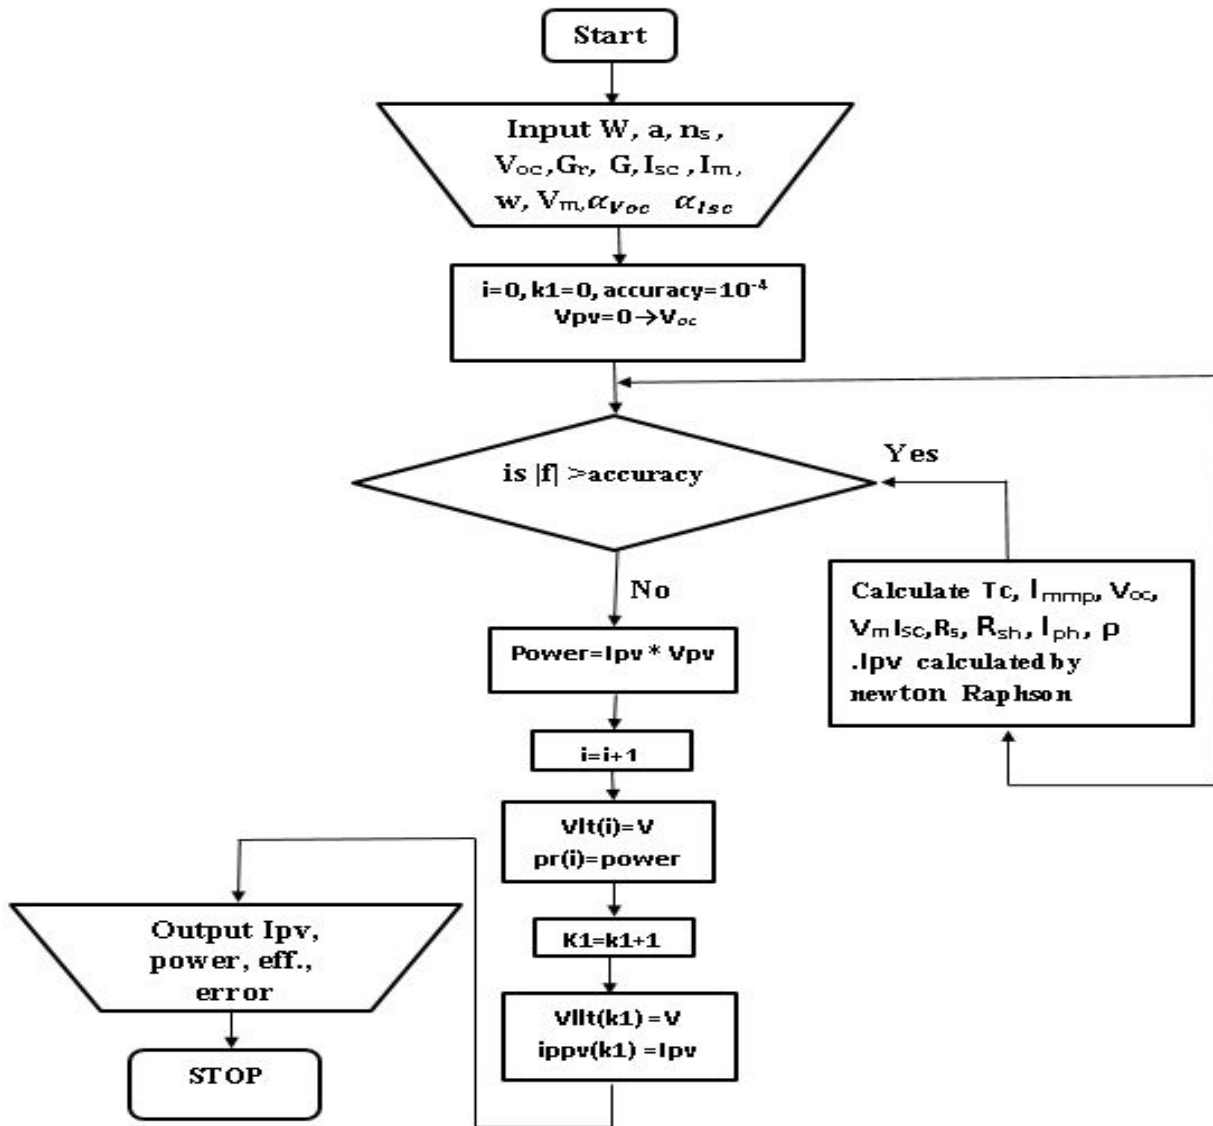 Start
Input W, a, nₛ ,
Vₒc ,Gᵣ, G,Iₛc ,Iₘ,
w, Vₘ,α_Voc α_Isc
i=0, k1=0, accuracy=10⁻⁴
Vpv=0→Vₒc
is |f| >accuracy
Yes
No
Calculate Tc, Iₘₘₚ, Vₒc,
Vₘ Isc,Rₛ, Rₛₕ, Iₚₕ, ρ
.Ipv calculated by
newton Raphson
Power=Ipv * Vpv
i=i+1
Vlt(i)=V
pr(i)=power
K1=k1+1
Vllt(k1) =V
ippv(k1) =Ipv
Output Ipv,
power, eff.,
error
STOP